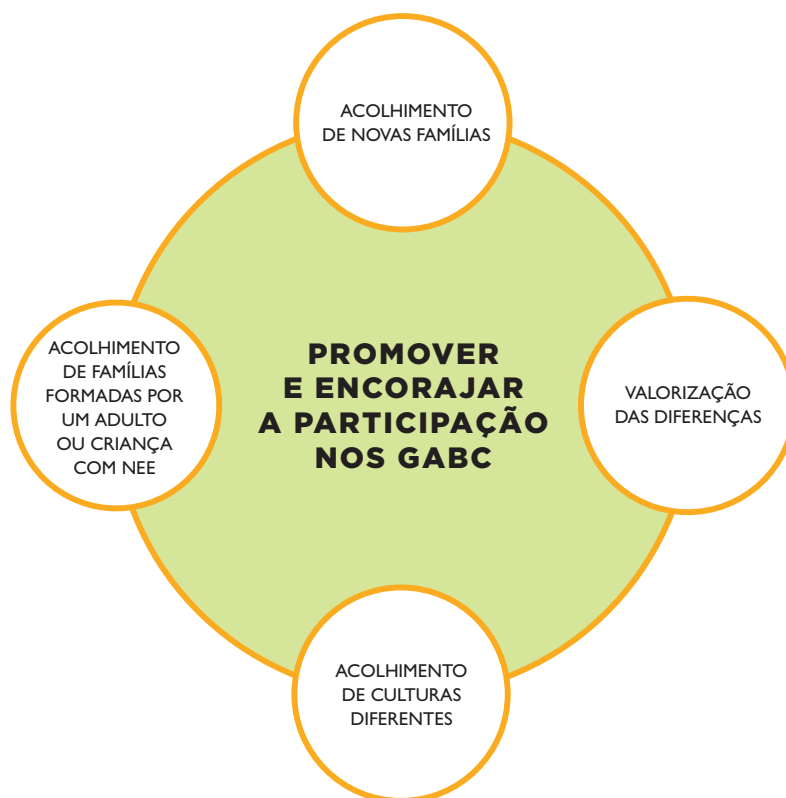 ACOLHIMENTO
DE NOVAS FAMÍLIAS
ACOLHIMENTO
DE FAMÍLIAS
FORMADAS POR
UM ADULTO
OU CRIANÇA
COM NEE
PROMOVER
E ENCORAJAR
A PARTICIPAÇÃO
NOS GABC
VALORIZAÇÃO
DAS DIFERENÇAS
ACOLHIMENTO
DE CULTURAS
DIFERENTES